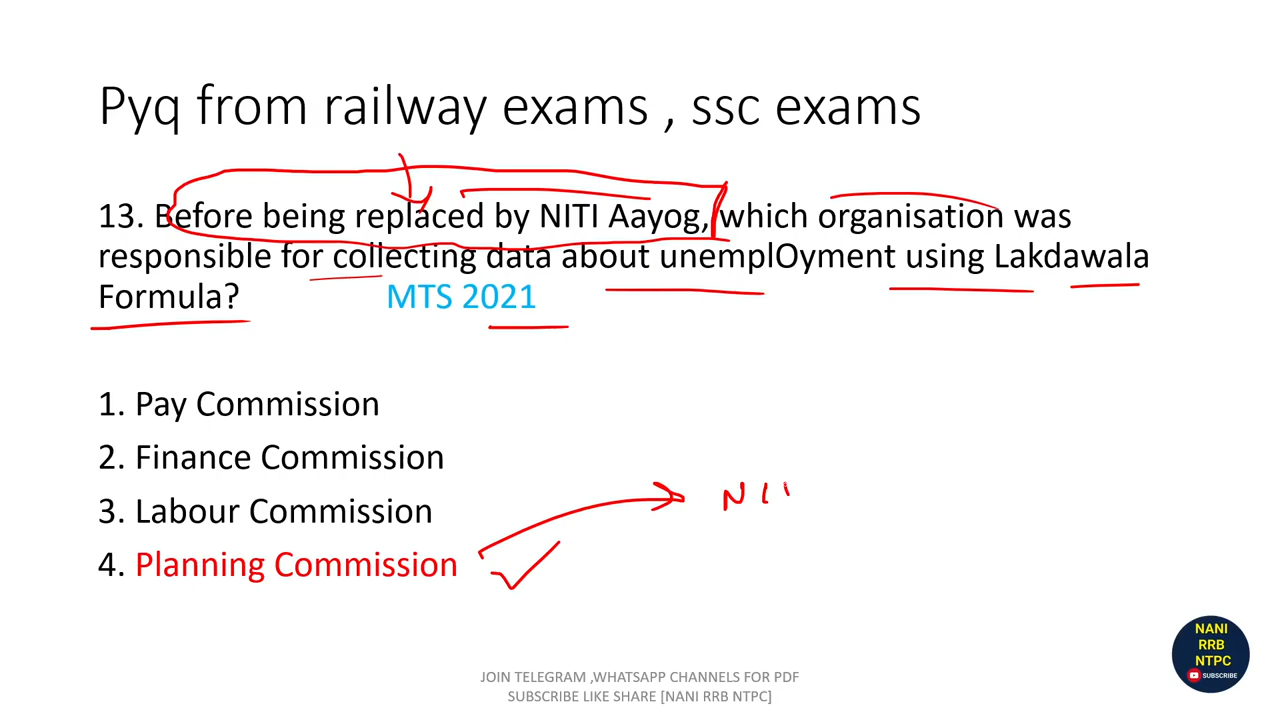 Pyq from railway exams , ssc exams
13. Before being replaced by NITI Aayog, which organisation was
responsible for collecting data about unemplOyment using Lakdawala
Formula? MTS 2021
1. Pay Commission
2. Finance Commission
3. Labour Commission
4. Planning Commission
NANI
RRB
NTPC
SUBSCRIBE
JOIN TELEGRAM ,WHATSAPP CHANNELS FOR PDF
SUBSCRIBE LIKE SHARE [NANI RRB NTPC]